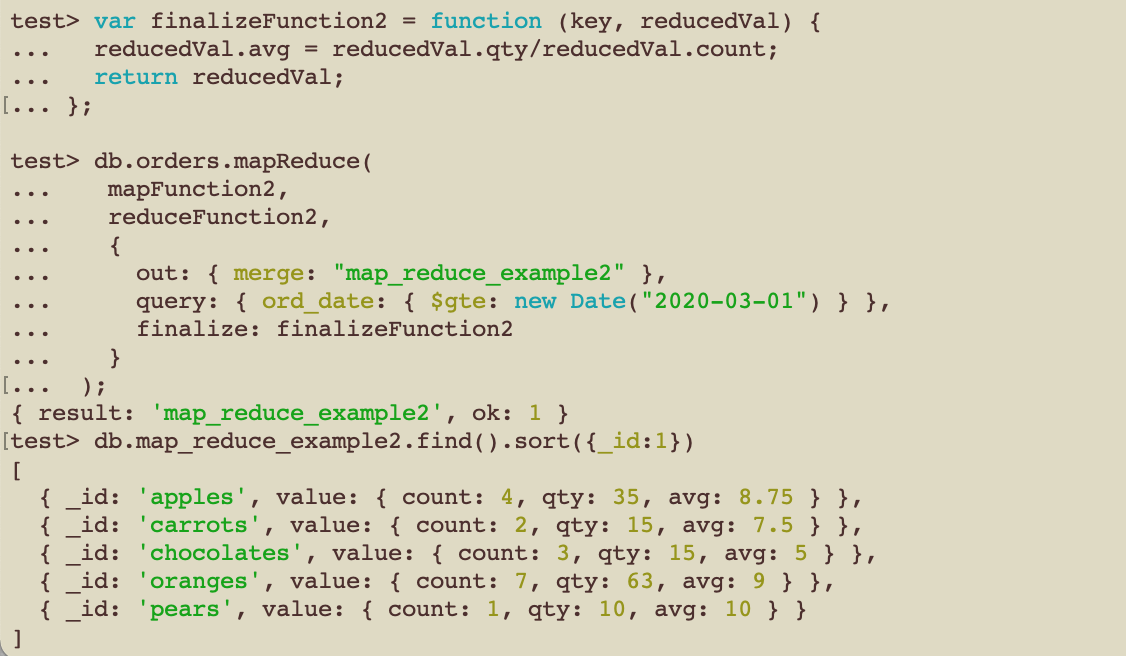 test> var finalizeFunction2 = function (key, reducedVal) {
...   reducedVal.avg = reducedVal.qty/reducedVal.count;
...   return reducedVal;
[... };

test> db.orders.mapReduce(
...    mapFunction2,
...    reduceFunction2,
...    {
...      out: { merge: "map_reduce_example2" },
...      query: { ord_date: { $gte: new Date("2020-03-01") } },
...      finalize: finalizeFunction2
...    }
[...  );
{ result: 'map_reduce_example2', ok: 1 }
[test> db.map_reduce_example2.find().sort({_id:1})
[
  { _id: 'apples', value: { count: 4, qty: 35, avg: 8.75 } },
  { _id: 'carrots', value: { count: 2, qty: 15, avg: 7.5 } },
  { _id: 'chocolates', value: { count: 3, qty: 15, avg: 5 } },
  { _id: 'oranges', value: { count: 7, qty: 63, avg: 9 } },
  { _id: 'pears', value: { count: 1, qty: 10, avg: 10 } }
]